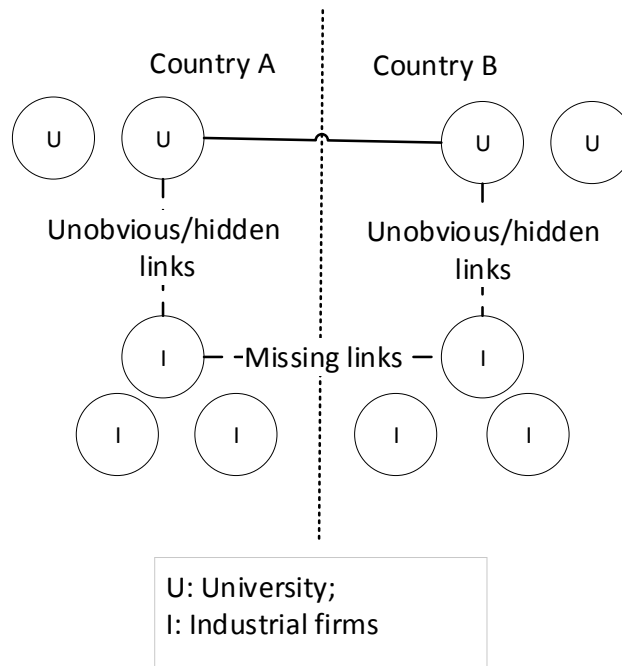 Country A
Country B
U
U
U
U
Unobvious/hidden
links
Unobvious/hidden
links
I
Missing links
I
I
I
I
I
U: University;
I: Industrial firms